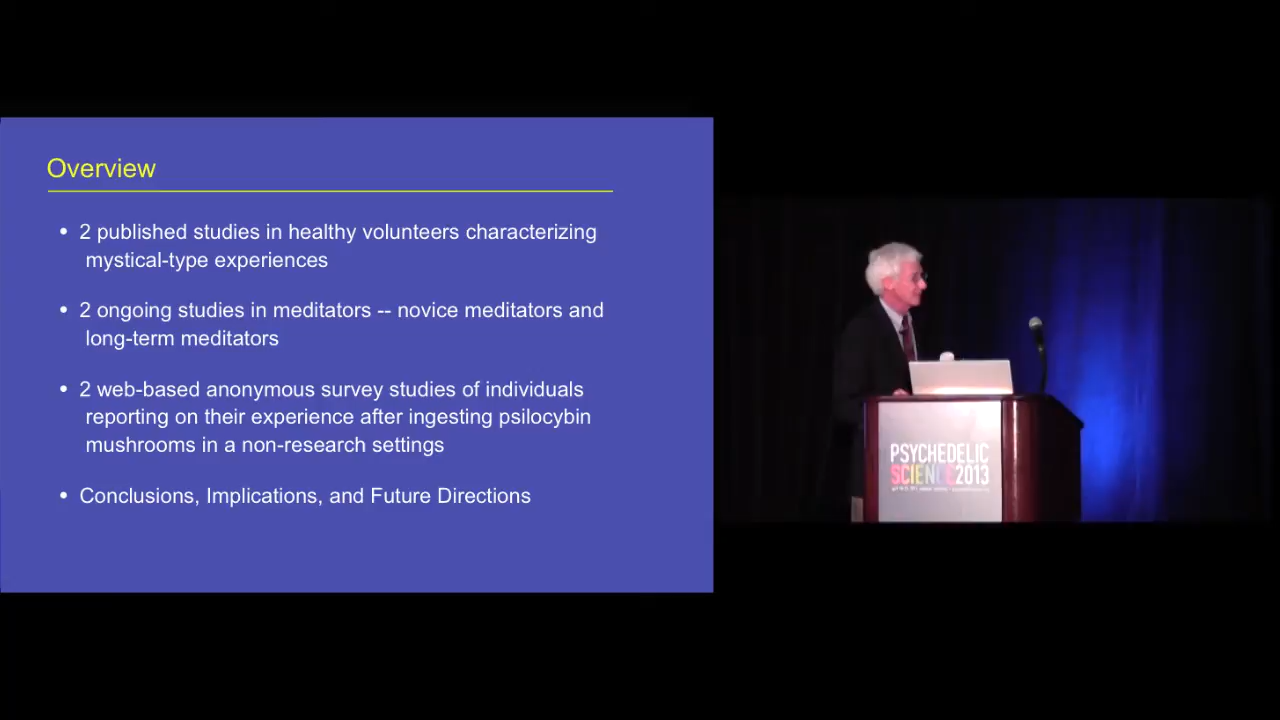 Overview
• 2 published studies in healthy volunteers characterizing
mystical-type experiences
• 2 ongoing studies in meditators -- novice meditators and
long-term meditators
• 2 web-based anonymous survey studies of individuals
reporting on their experience after ingesting psilocybin
mushrooms in a non-research settings
• Conclusions, Implications, and Future Directions
PSYCHEDELIC
SCIENCE2013